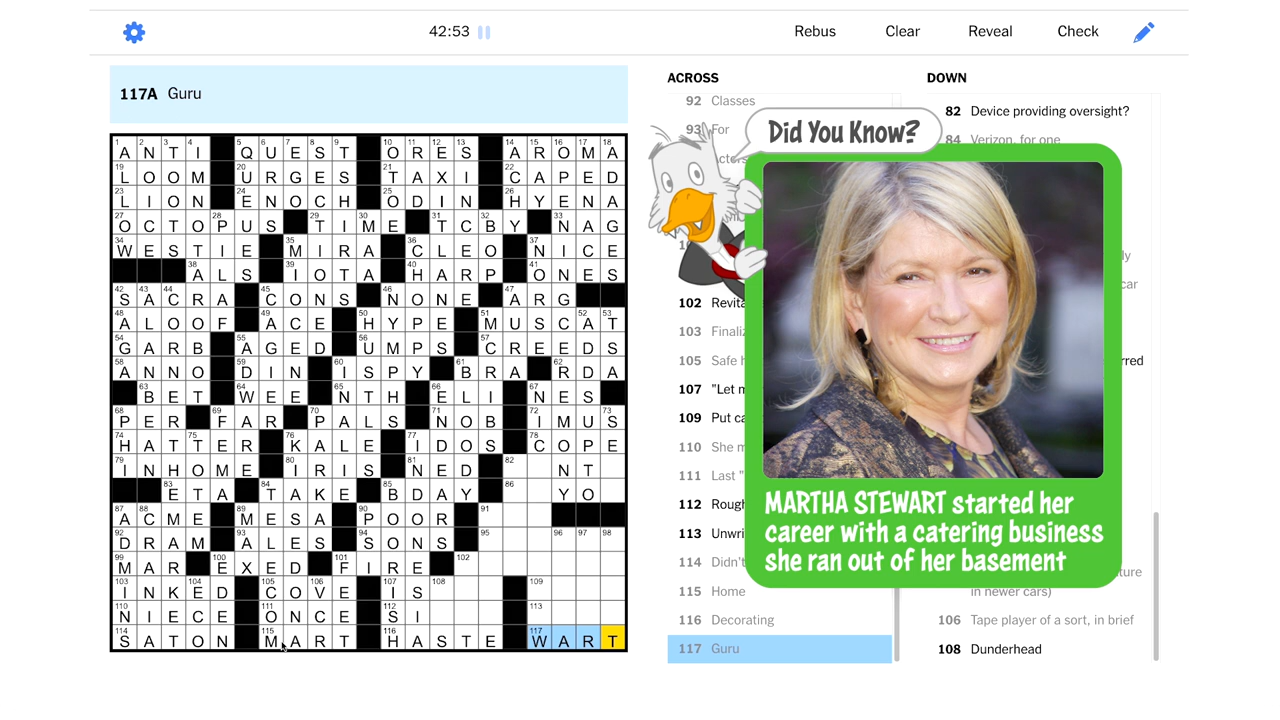 42:53
Rebus Clear Reveal Check
117A Guru
ACROSS
DOWN
92 Classes
93 For
102 Revita
103 Finaliz
105 Safe h
107 "Let m
109 Put ca
110 She m
111 Last "
112 Rough
113 Unwri
114 Didn't
115 Home
116 Decorating
117 Guru
82 Device providing oversight?
84 Verizon, for one
in newer cars)
106 Tape player of a sort, in brief
108 Dunderhead
Did You Know?
MARTHA STEWART started her
career with a catering business
she ran out of her basement
ANTI QUEST ORES AROMA
LOOM URGES TAXI CAPED
LION ENOCH ODIN HYENA
OCTOPUS TIME TCBY NAG
WESTIE MIRA CLEO NICE
ALS IOTA HARP ONES
SACRA CONS NONE ARG
ALOOF ACE HYPE MUSCAT
GARB AGED UMPS CREEDS
ANNO DIN ISPY BRA RDA
BET WEE NTH ELI NES
PER FAR PALS NOB IMUS
HATTER KALE IDOS COPE
INHOME IRIS NED NT
ETA TAKE BDAY YO
ACME MESA POOR
DRAM ALES SONS
MAR EXED FIRE
INKED COVE IS
NIECE ONCE SI
SATON MART HASTE WART